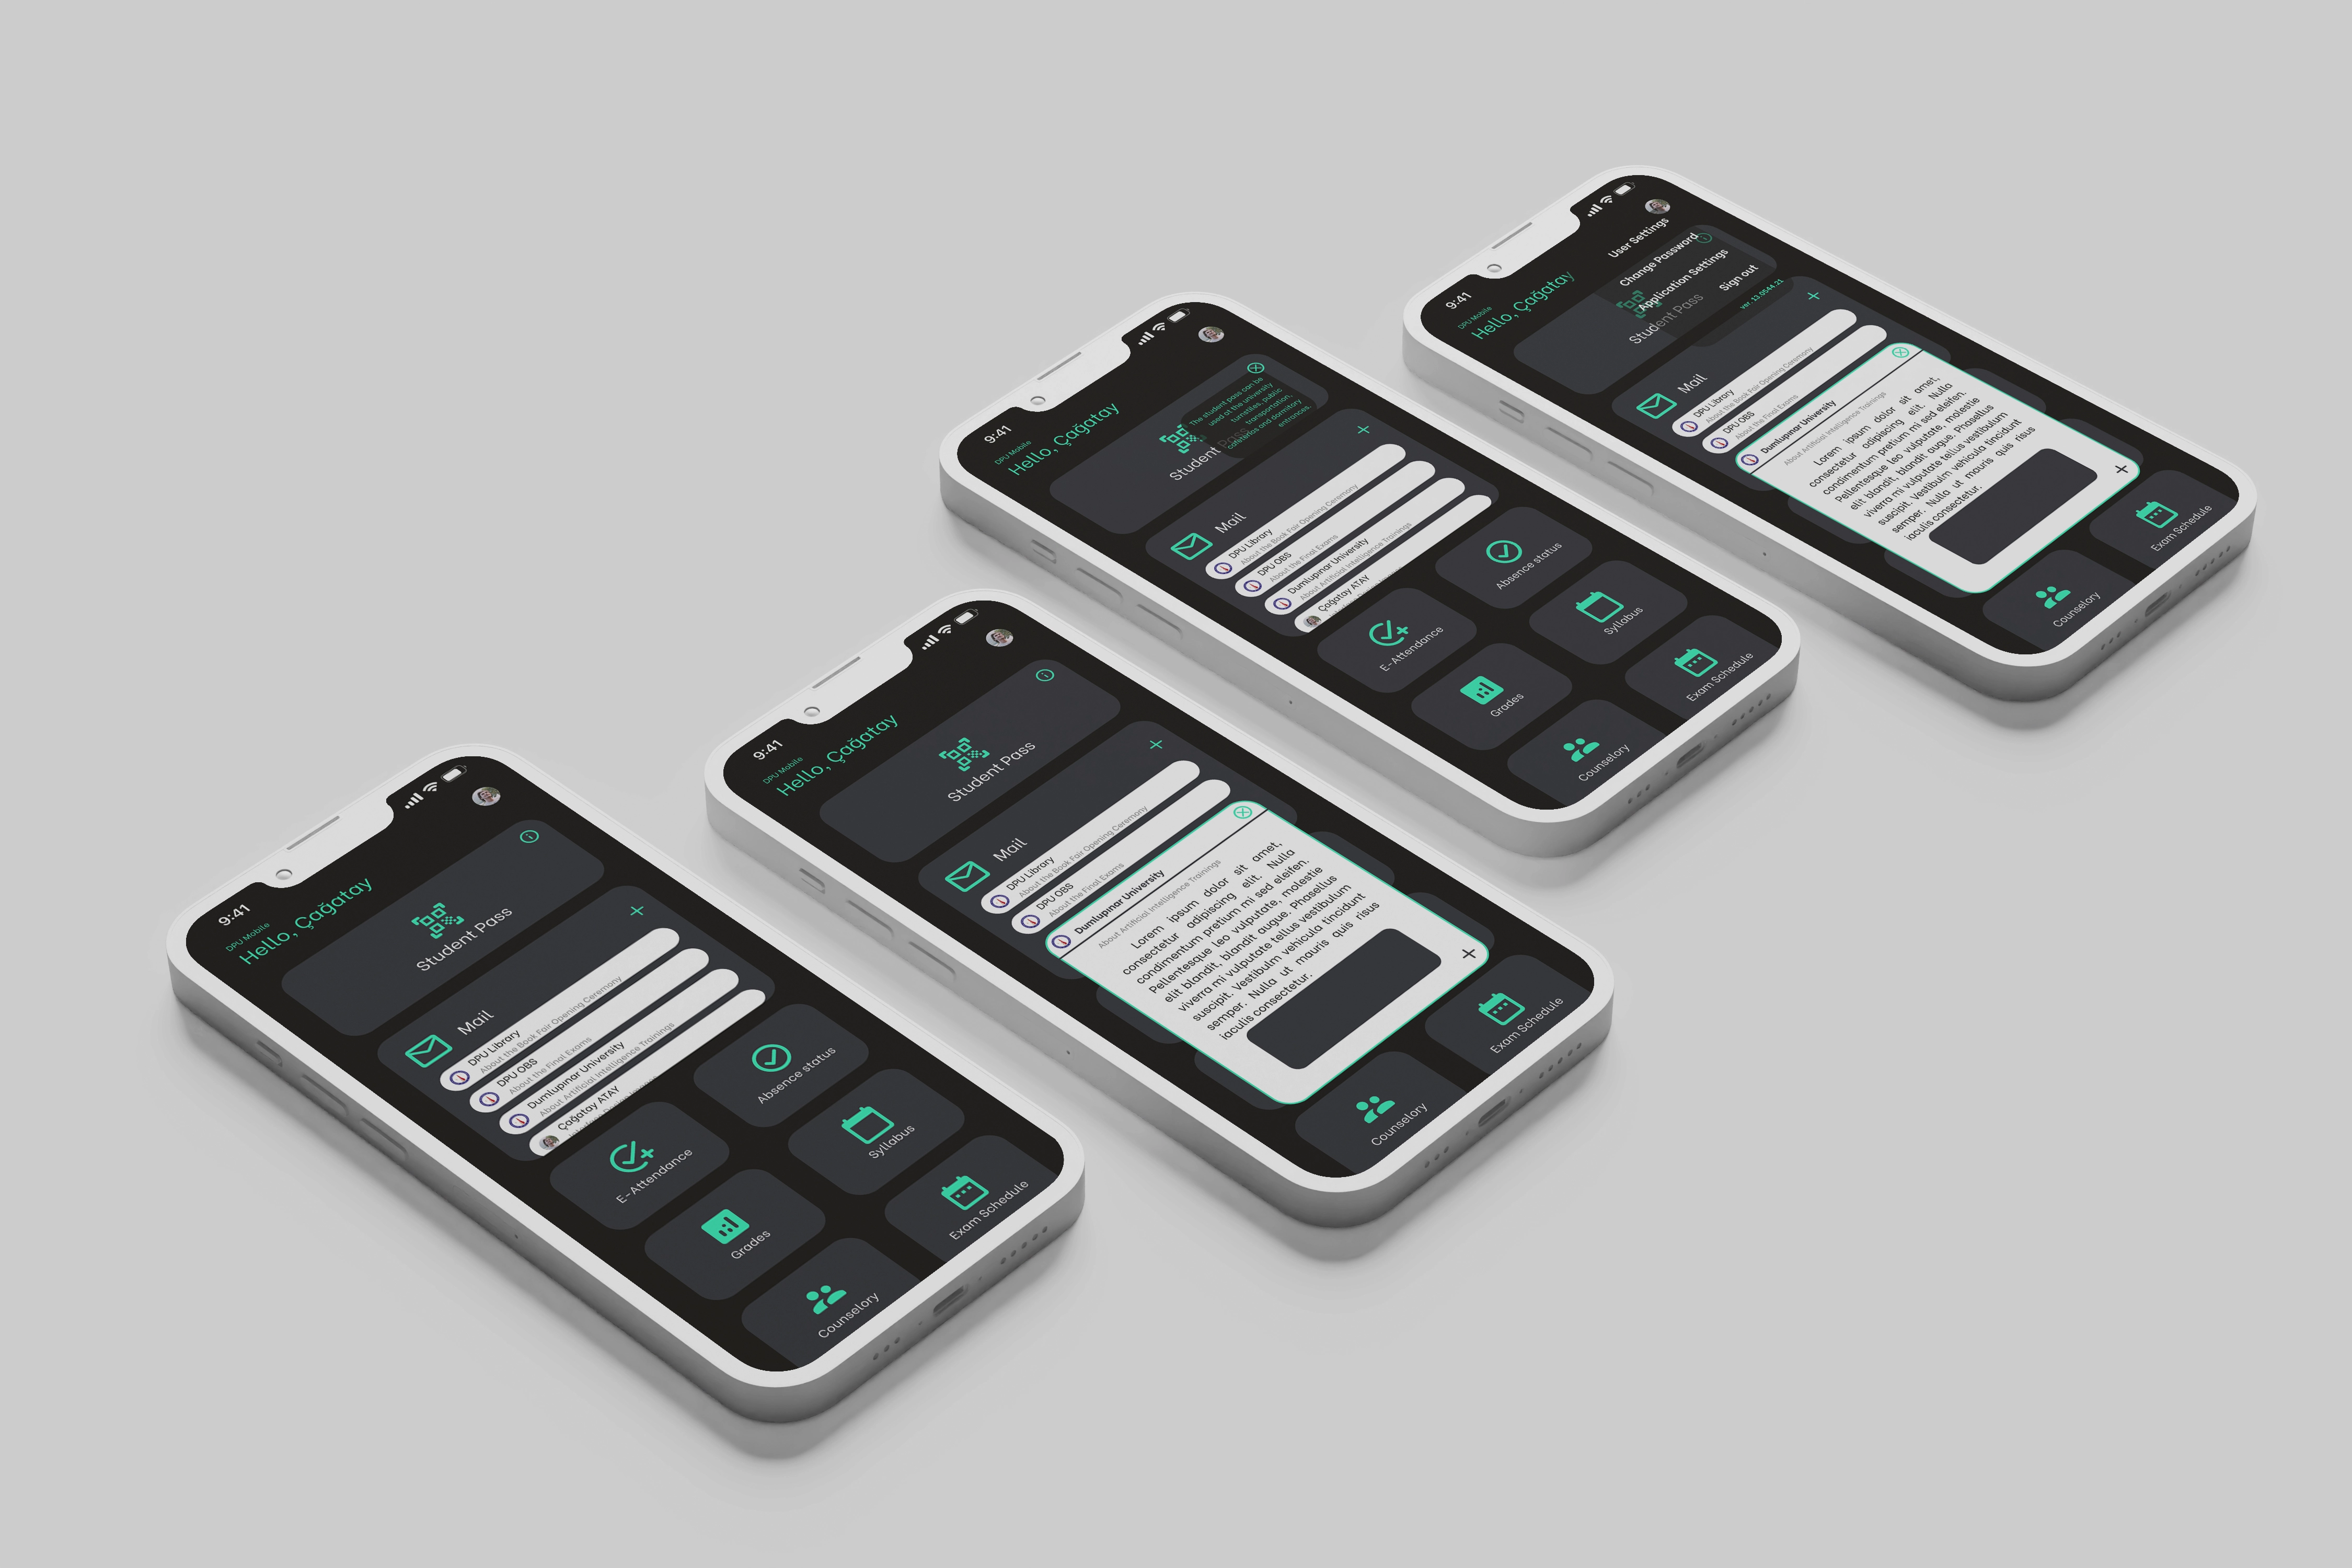 9:41
DPU Mobile
Hello, Çağatay
Student Pass
Mail
DPU Library
About the Book Fair Opening Ceremony
DPU OBS
About the Final Exams
Dumlupınar University
About Artificial Intelligence Trainings
Çağatay ATAY
E-Attendance
Absence status
Grades
Syllabus
Counselory
Exam Schedule
9:41
DPU Mobile
Hello, Çağatay
Student Pass
Mail
DPU Library
About the Book Fair Opening Ceremony
DPU OBS
About the Final Exams
Dumlupınar University
About Artificial Intelligence Trainings
Lorem ipsum dolor sit amet,
consectetur adipiscing elit. Nulla
condimentum pretium mi sed eleifen.
Pellentesque leo vulputate, molestie
elit blandit, blandit augue. Phasellus
viverra mi vulputate tellus vestibulum
suscipit. Vestibulm vehicula tincidunt
semper. Nulla ut mauris quis risus
iaculis consectetur.
Counselory
Exam Schedule
9:41
DPU Mobile
Hello, Çağatay
The student pass can be
used at the university
turnstiles, public
transportation,
cafeterias and dormitory
entrances.
Student Pass
Mail
DPU Library
About the Book Fair Opening Ceremony
DPU OBS
About the Final Exams
Dumlupınar University
About Artificial Intelligence Trainings
Çağatay ATAY
E-Attendance
Absence status
Grades
Syllabus
Counselory
Exam Schedule
9:41
DPU Mobile
Hello, Çağatay
User Settings
Change Password
Application Settings
Sign out
ver. 13.0544.21
Student Pass
Mail
DPU Library
About the Book Fair Opening Ceremony
DPU OBS
About the Final Exams
Dumlupınar University
About Artificial Intelligence Trainings
Lorem ipsum dolor sit amet,
consectetur adipiscing elit. Nulla
condimentum pretium mi sed eleifen.
Pellentesque leo vulputate, molestie
elit blandit, blandit augue. Phasellus
viverra mi vulputate tellus vestibulum
suscipit. Vestibulm vehicula tincidunt
semper. Nulla ut mauris quis risus
iaculis consectetur.
Counselory
Exam Schedule